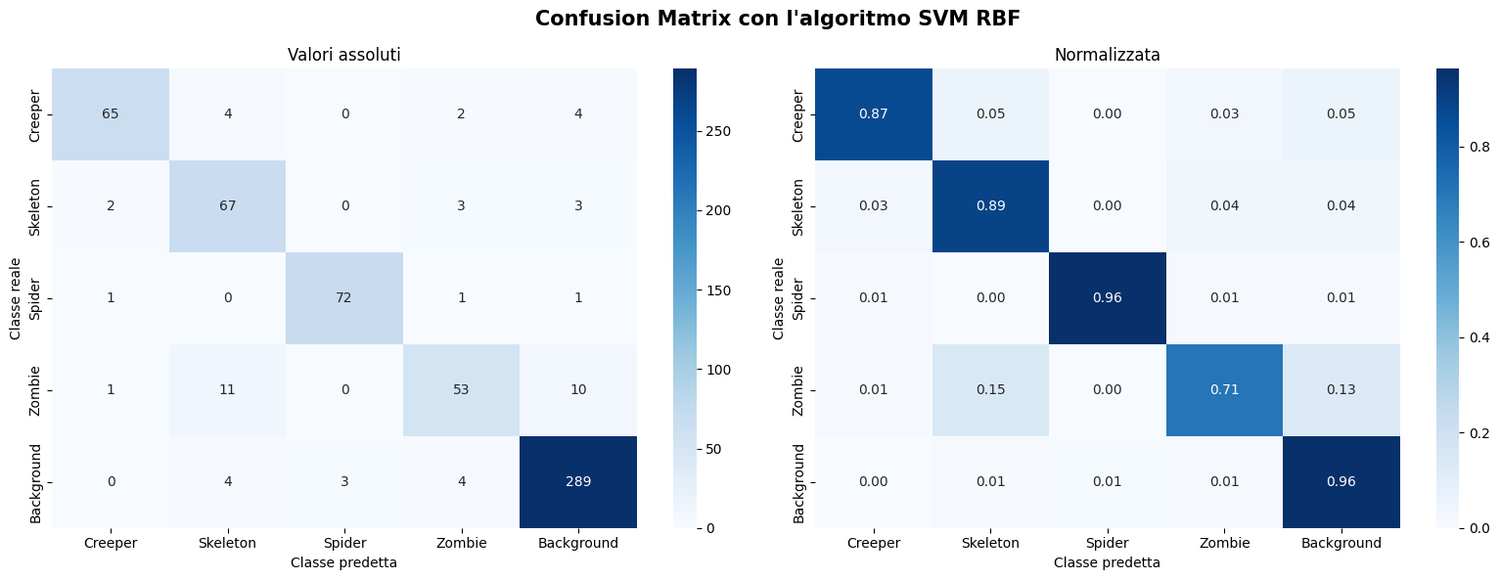 Confusion Matrix con l'algoritmo SVM RBF
Valori assoluti
Classe reale
Creeper
65 4 0 2 4
Skeleton
2 67 0 3 3
Spider
1 0 72 1 1
Zombie
1 11 0 53 10
Background
0 4 3 4 289
Creeper Skeleton Spider Zombie Background
Classe predetta
250
200
150
100
50
0
Normalizzata
Classe reale
Creeper
0.87 0.05 0.00 0.03 0.05
Skeleton
0.03 0.89 0.00 0.04 0.04
Spider
0.01 0.00 0.96 0.01 0.01
Zombie
0.01 0.15 0.00 0.71 0.13
Background
0.00 0.01 0.01 0.01 0.96
Creeper Skeleton Spider Zombie Background
Classe predetta
0.8
0.6
0.4
0.2
0.0